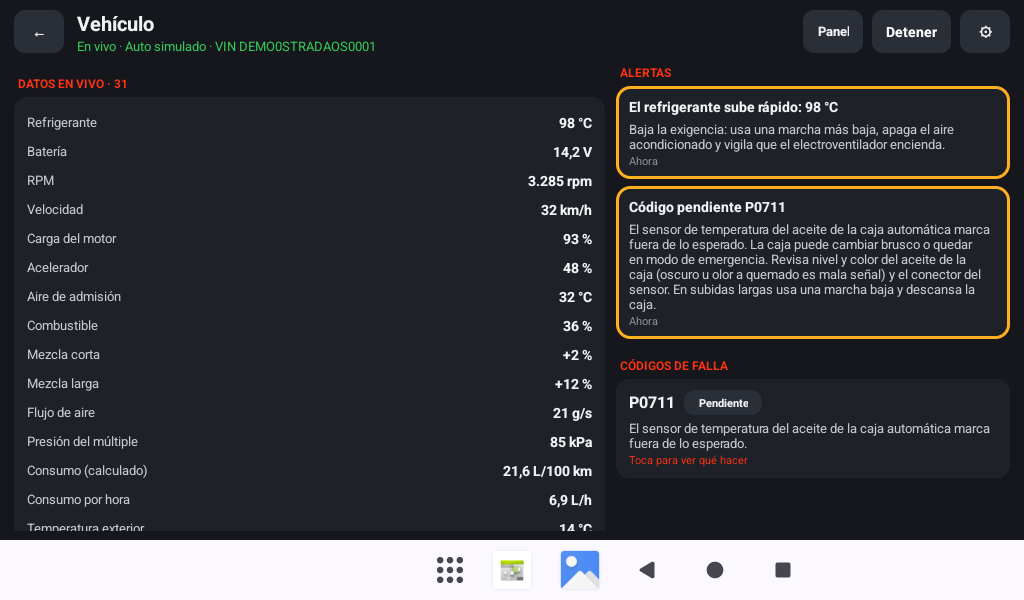 ←
Vehículo
En vivo · Auto simulado · VIN DEMO0STRADAOS0001
Panel
Detener
DATOS EN VIVO · 31
Refrigerante 98 °C
Batería 14,2 V
RPM 3.285 rpm
Velocidad 32 km/h
Carga del motor 93 %
Acelerador 48 %
Aire de admisión 32 °C
Combustible 36 %
Mezcla corta +2 %
Mezcla larga +12 %
Flujo de aire 21 g/s
Presión del múltiple 85 kPa
Consumo (calculado) 21,6 L/100 km
Consumo por hora 6,9 L/h
Temperatura exterior 14 °C
ALERTAS
El refrigerante sube rápido: 98 °C
Baja la exigencia: usa una marcha más baja, apaga el aire
acondicionado y vigila que el electroventilador encienda.
Ahora
Código pendiente P0711
El sensor de temperatura del aceite de la caja automática marca
fuera de lo esperado. La caja puede cambiar brusco o quedar
en modo de emergencia. Revisa nivel y color del aceite de la
caja (oscuro u olor a quemado es mala señal) y el conector del
sensor. En subidas largas usa una marcha baja y descansa la
caja.
Ahora
CÓDIGOS DE FALLA
P0711 Pendiente
El sensor de temperatura del aceite de la caja automática marca
fuera de lo esperado.
Toca para ver qué hacer